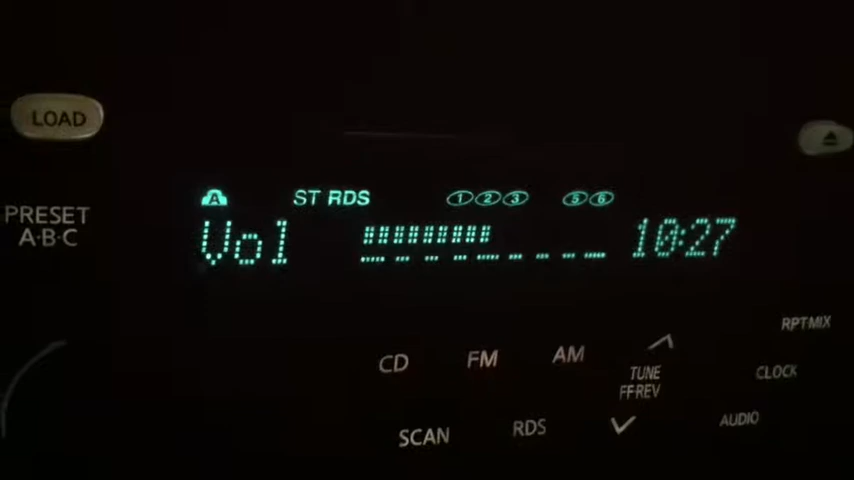 LOAD
A ST RDS 1 2 3 5 6
PRESET
A·B·C
Vol 10:27
RPT·MIX
CD FM AM
TUNE
FF·REV
CLOCK
SCAN RDS AUDIO